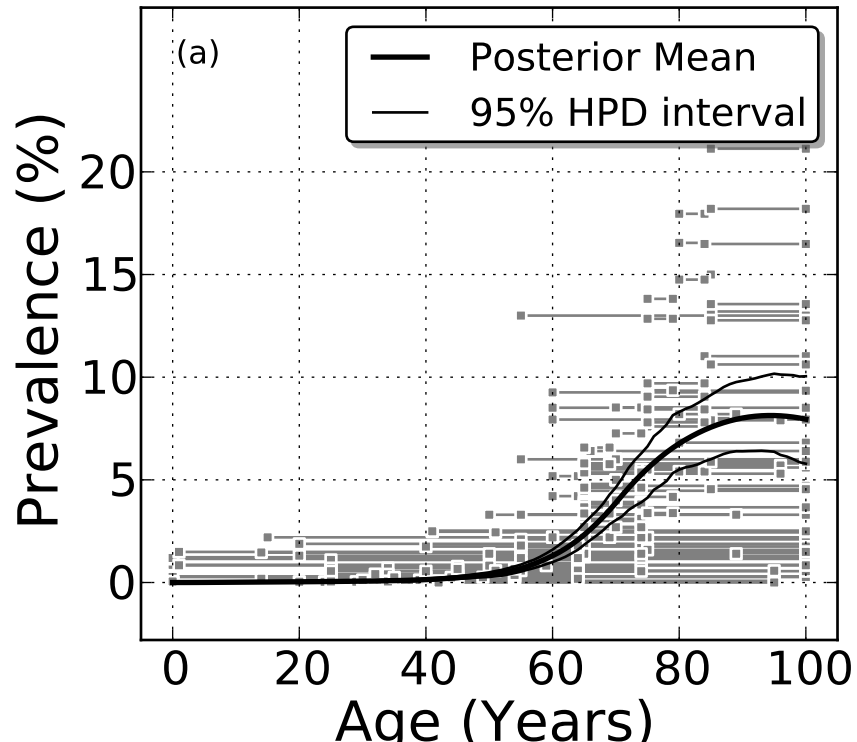 (a)
Posterior Mean
95% HPD interval
Prevalence (%)
20
15
10
5
0
0 20 40 60 80 100
Age (Years)